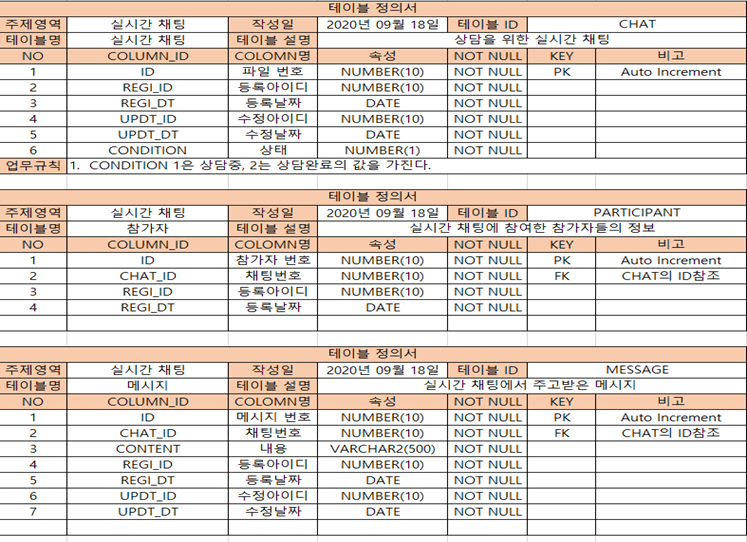 테이블 정의서
주제영역 실시간 채팅 작성일 2020년 09월 18일 테이블 ID CHAT
테이블명 실시간 채팅 테이블 설명 상담을 위한 실시간 채팅
NO COLUMN_ID COLOMN명 속성 NOT NULL KEY 비고
1 ID 파일 번호 NUMBER(10) NOT NULL PK Auto Increment
2 REGI_ID 등록아이디 NUMBER(10) NOT NULL
3 REGI_DT 등록날짜 DATE NOT NULL
4 UPDT_ID 수정아이디 NUMBER(10) NOT NULL
5 UPDT_DT 수정날짜 DATE NOT NULL
6 CONDITION 상태 NUMBER(1) NOT NULL
업무규칙 1. CONDITION 1은 상담중, 2는 상담완료의 값을 가진다.
테이블 정의서
주제영역 실시간 채팅 작성일 2020년 09월 18일 테이블 ID PARTICIPANT
테이블명 참가자 테이블 설명 실시간 채팅에 참여한 참가자들의 정보
NO COLUMN_ID COLOMN명 속성 NOT NULL KEY 비고
1 ID 참가자 번호 NUMBER(10) NOT NULL PK Auto Increment
2 CHAT_ID 채팅번호 NUMBER(10) NOT NULL FK CHAT의 ID참조
3 REGI_ID 등록아이디 NUMBER(10) NOT NULL
4 REGI_DT 등록날짜 DATE NOT NULL
테이블 정의서
주제영역 실시간 채팅 작성일 2020년 09월 18일 테이블 ID MESSAGE
테이블명 메시지 테이블 설명 실시간 채팅에서 주고받은 메시지
NO COLUMN_ID COLOMN명 속성 NOT NULL KEY 비고
1 ID 메시지 번호 NUMBER(10) NOT NULL PK Auto Increment
2 CHAT_ID 채팅번호 NUMBER(10) NOT NULL FK CHAT의 ID참조
3 CONTENT 내용 VARCHAR2(500) NOT NULL
4 REGI_ID 등록아이디 NUMBER(10) NOT NULL
5 REGI_DT 등록날짜 DATE NOT NULL
6 UPDT_ID 수정아이디 NUMBER(10) NOT NULL
7 UPDT_DT 수정날짜 DATE NOT NULL